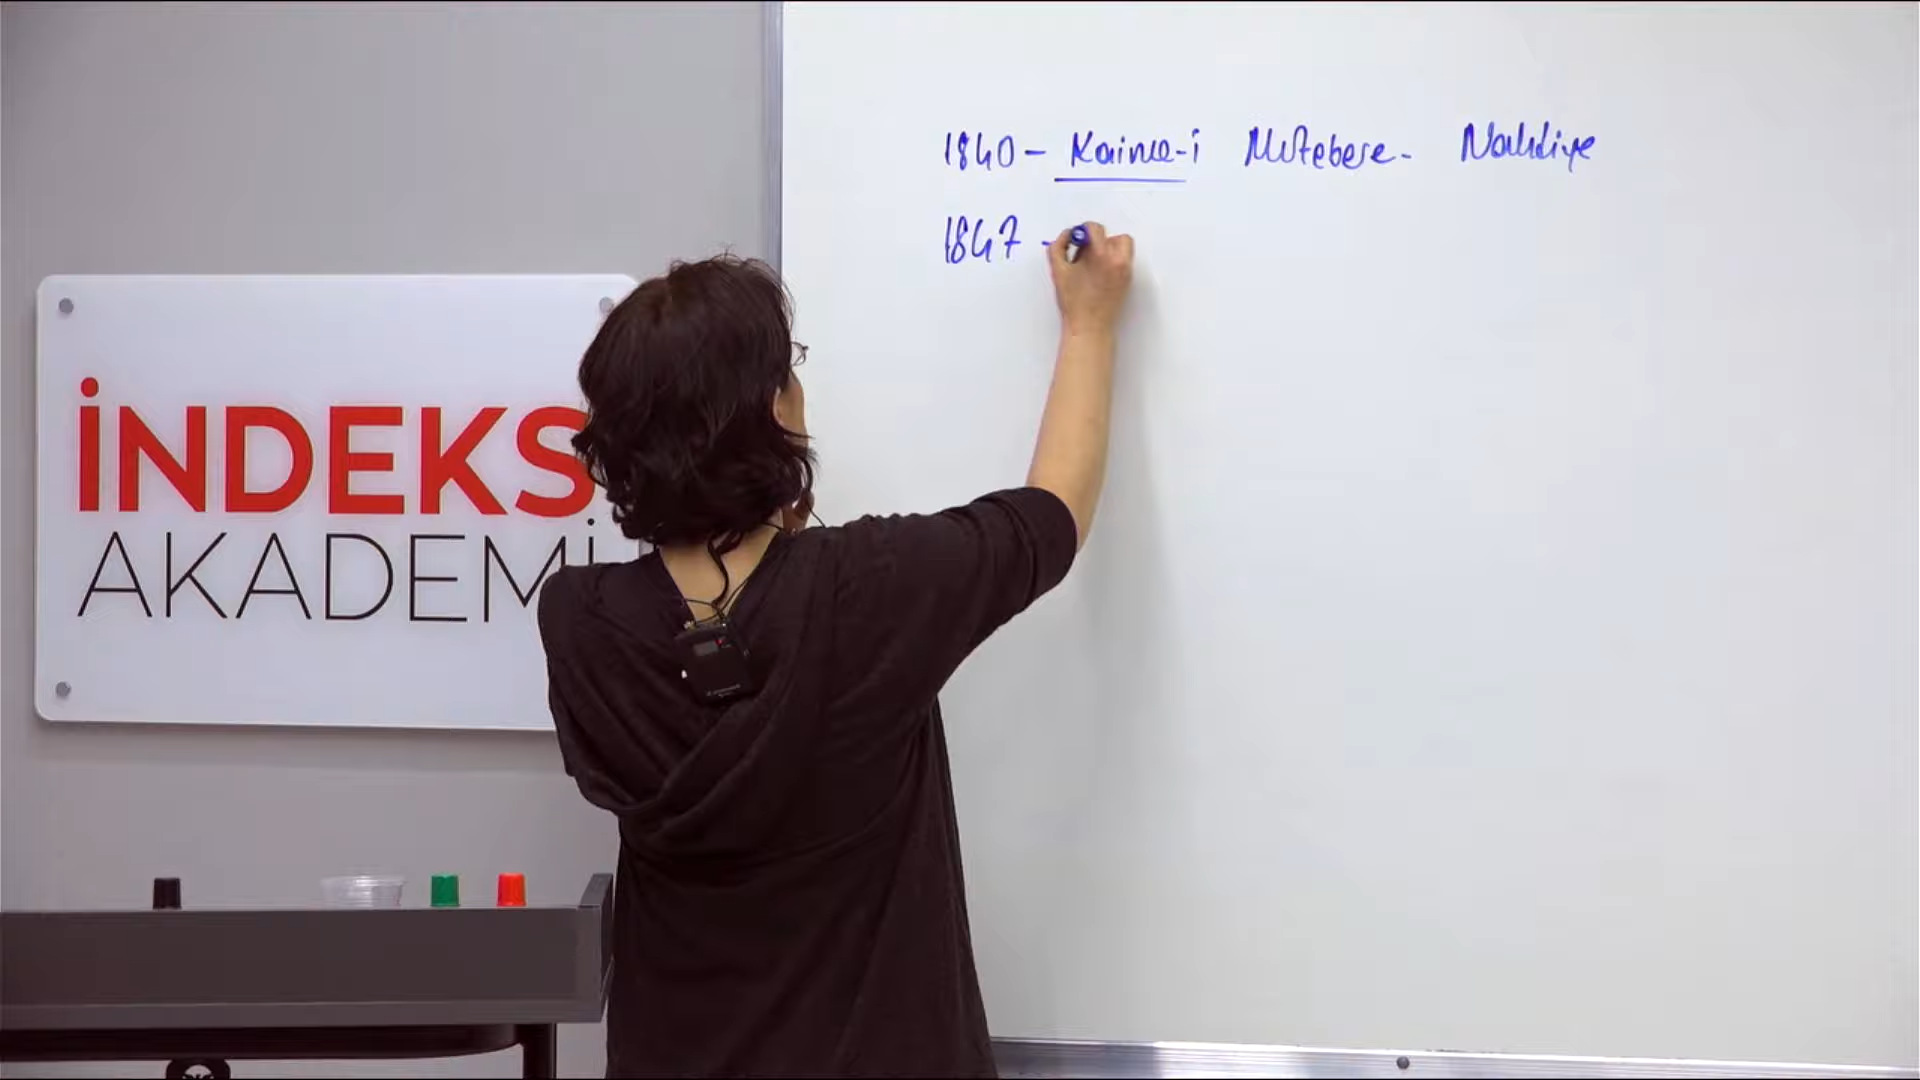 İNDEKS
AKADEMİ
1840 - Kaime-i Mutebere- Nakdiye
1847 -